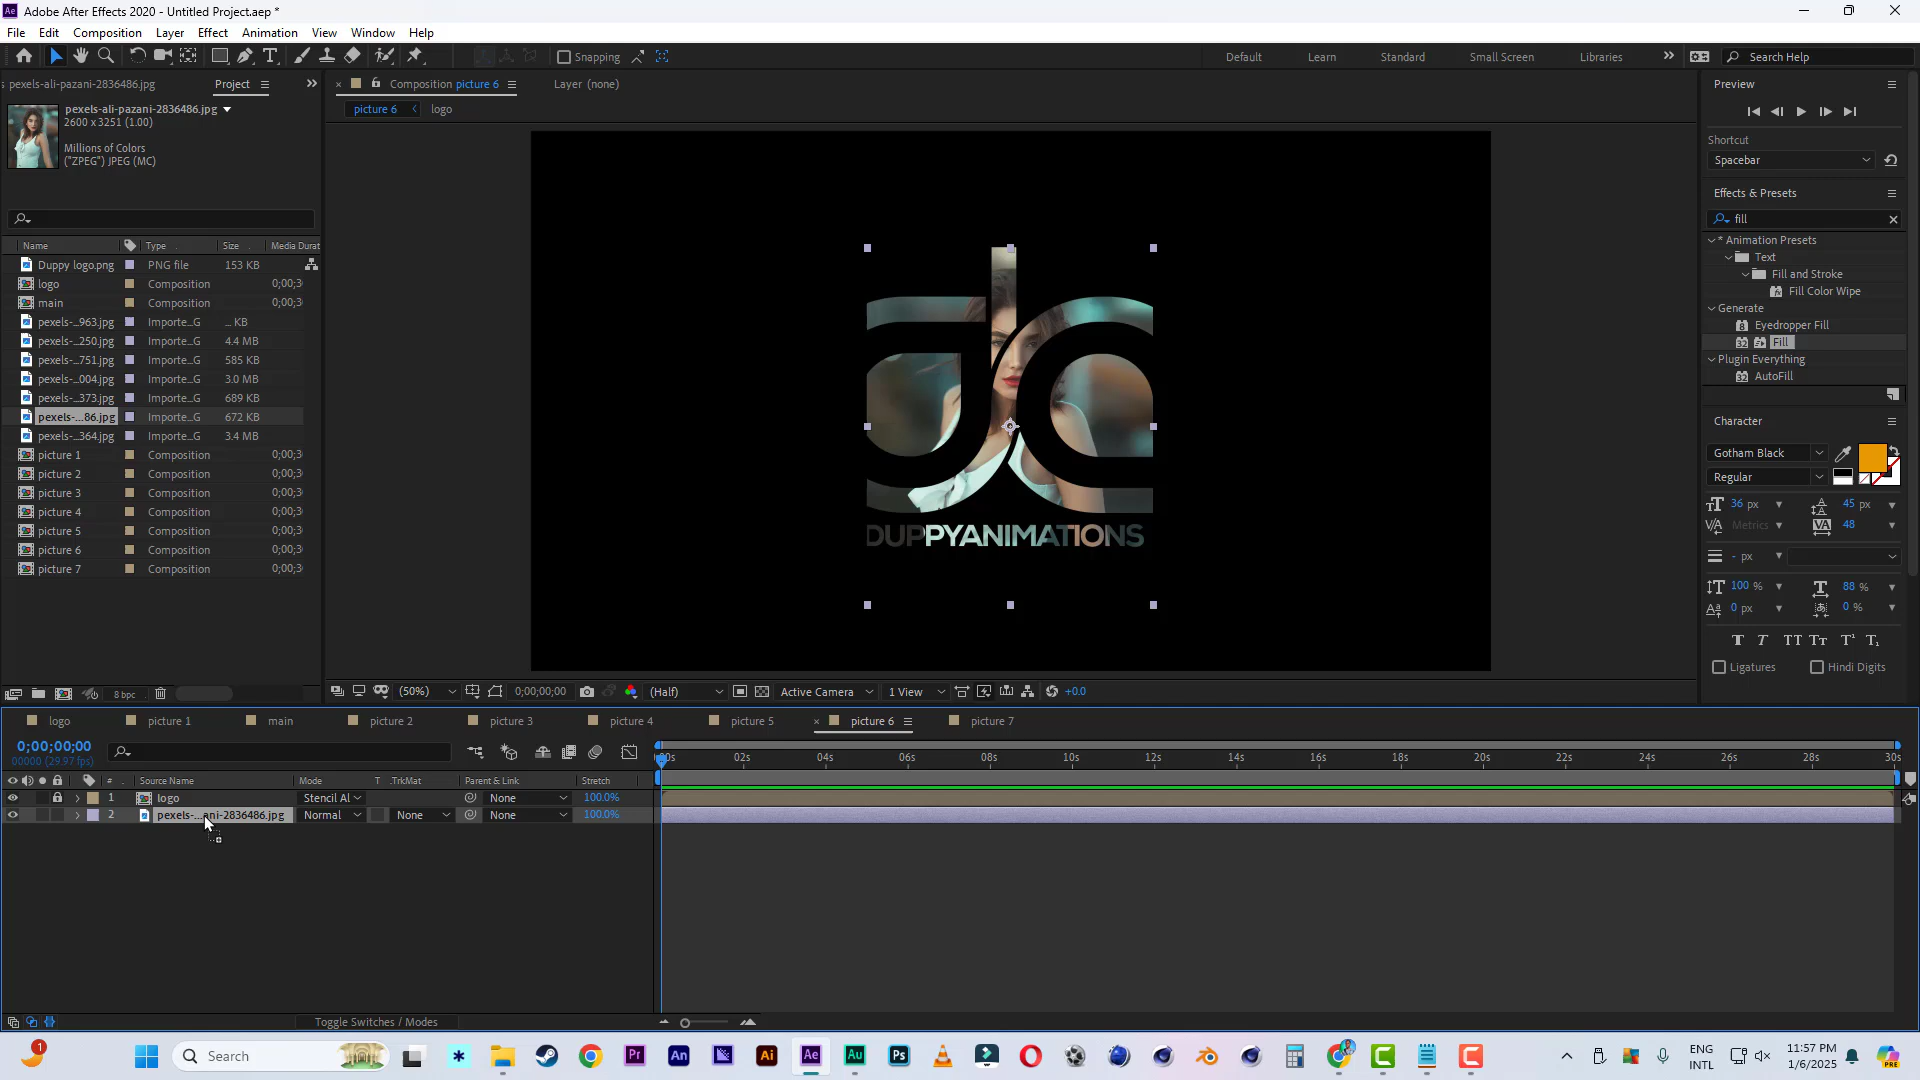 Adobe After Effects 2020 - Untitled Project.aep *
File Edit Composition Layer Effect Animation View Window Help
Snapping
Default Learn Standard Small Screen Libraries Search Help
pexels-ali-pazani-2836486.jpg Project
pexels-ali-pazani-2836486.jpg
2600 x 3251 (1.00)
Millions of Colors
("ZPEG") JPEG (MC)
Name Type Size Media Durat
Duppy logo.png PNG file 153 KB
logo Composition 0;00;3
main Composition 0;00;3
pexels-...963.jpg Importe...G ... KB
pexels-...250.jpg Importe...G 4.4 MB
pexels-...751.jpg Importe...G 585 KB
pexels-...004.jpg Importe...G 3.0 MB
pexels-...373.jpg Importe...G 689 KB
pexels-...86.jpg Importe...G 672 KB
pexels-...364.jpg Importe...G 3.4 MB
picture 1 Composition 0;00;3
picture 2 Composition 0;00;3
picture 3 Composition 0;00;3
picture 4 Composition 0;00;3
picture 5 Composition 0;00;3
picture 6 Composition 0;00;3
picture 7 Composition 0;00;3
8 bpc
Composition picture 6 Layer (none)
picture 6 logo
DUPPYANIMATIONS
(50%) 0;00;00;00 (Half) Active Camera 1 View +0.0
Preview
Shortcut
Spacebar
Effects & Presets
fill
* Animation Presets
Text
Fill and Stroke
Fill Color Wipe
Generate
Eyedropper Fill
Fill
Plugin Everything
AutoFill
Character
Gotham Black
Regular
36 px 45 px
Metrics 48
- px
100 % 88 %
0 px 0 %
Ligatures Hindi Digits
logo picture 1 main picture 2 picture 3 picture 4 picture 5 picture 6 picture 7
0;00;00;00
00000 (29.97 fps)
:00s 02s 04s 06s 08s 10s 12s 14s 16s 18s 20s 22s 24s 26s 28s 30s
# Source Name Mode T .TrkMat Parent & Link Stretch
1 logo Stencil Al None 100.0%
2 pexels-...ani-2836486.jpg Normal None None 100.0%
Toggle Switches / Modes
1 Search
ENG
INTL
11:57 PM
1/6/2025